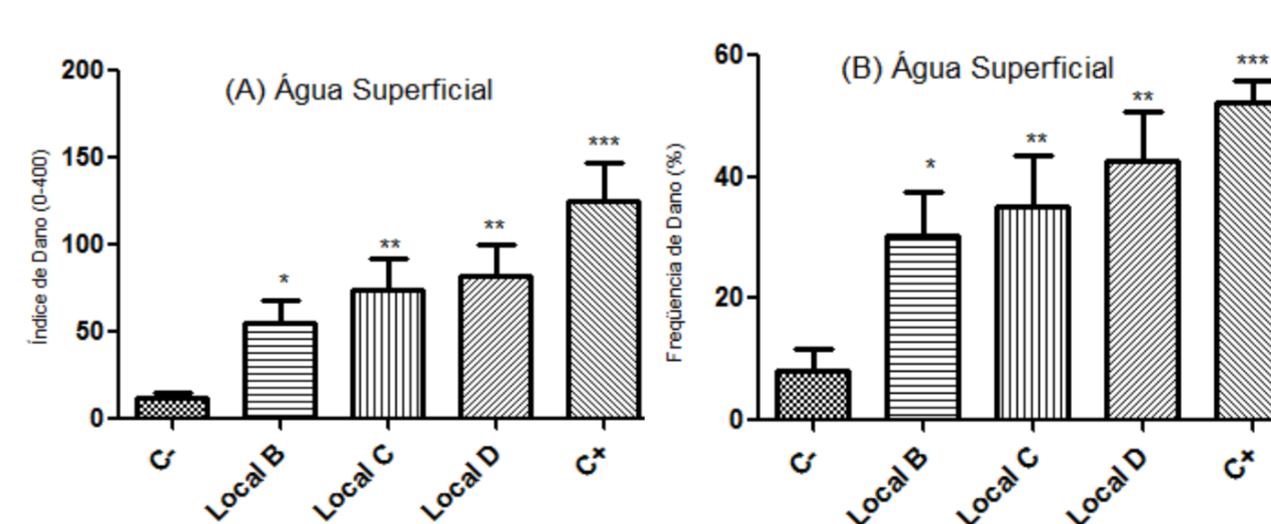 (A) Água Superficial
Índice de Dano (0-400)
200
150
100
50
0
*
**
**
***
C-
Local B
Local C
Local D
C+
(B) Água Superficial
Freqüencia de Dano (%)
60
40
20
0
*
**
**
***
C-
Local B
Local C
Local D
C+